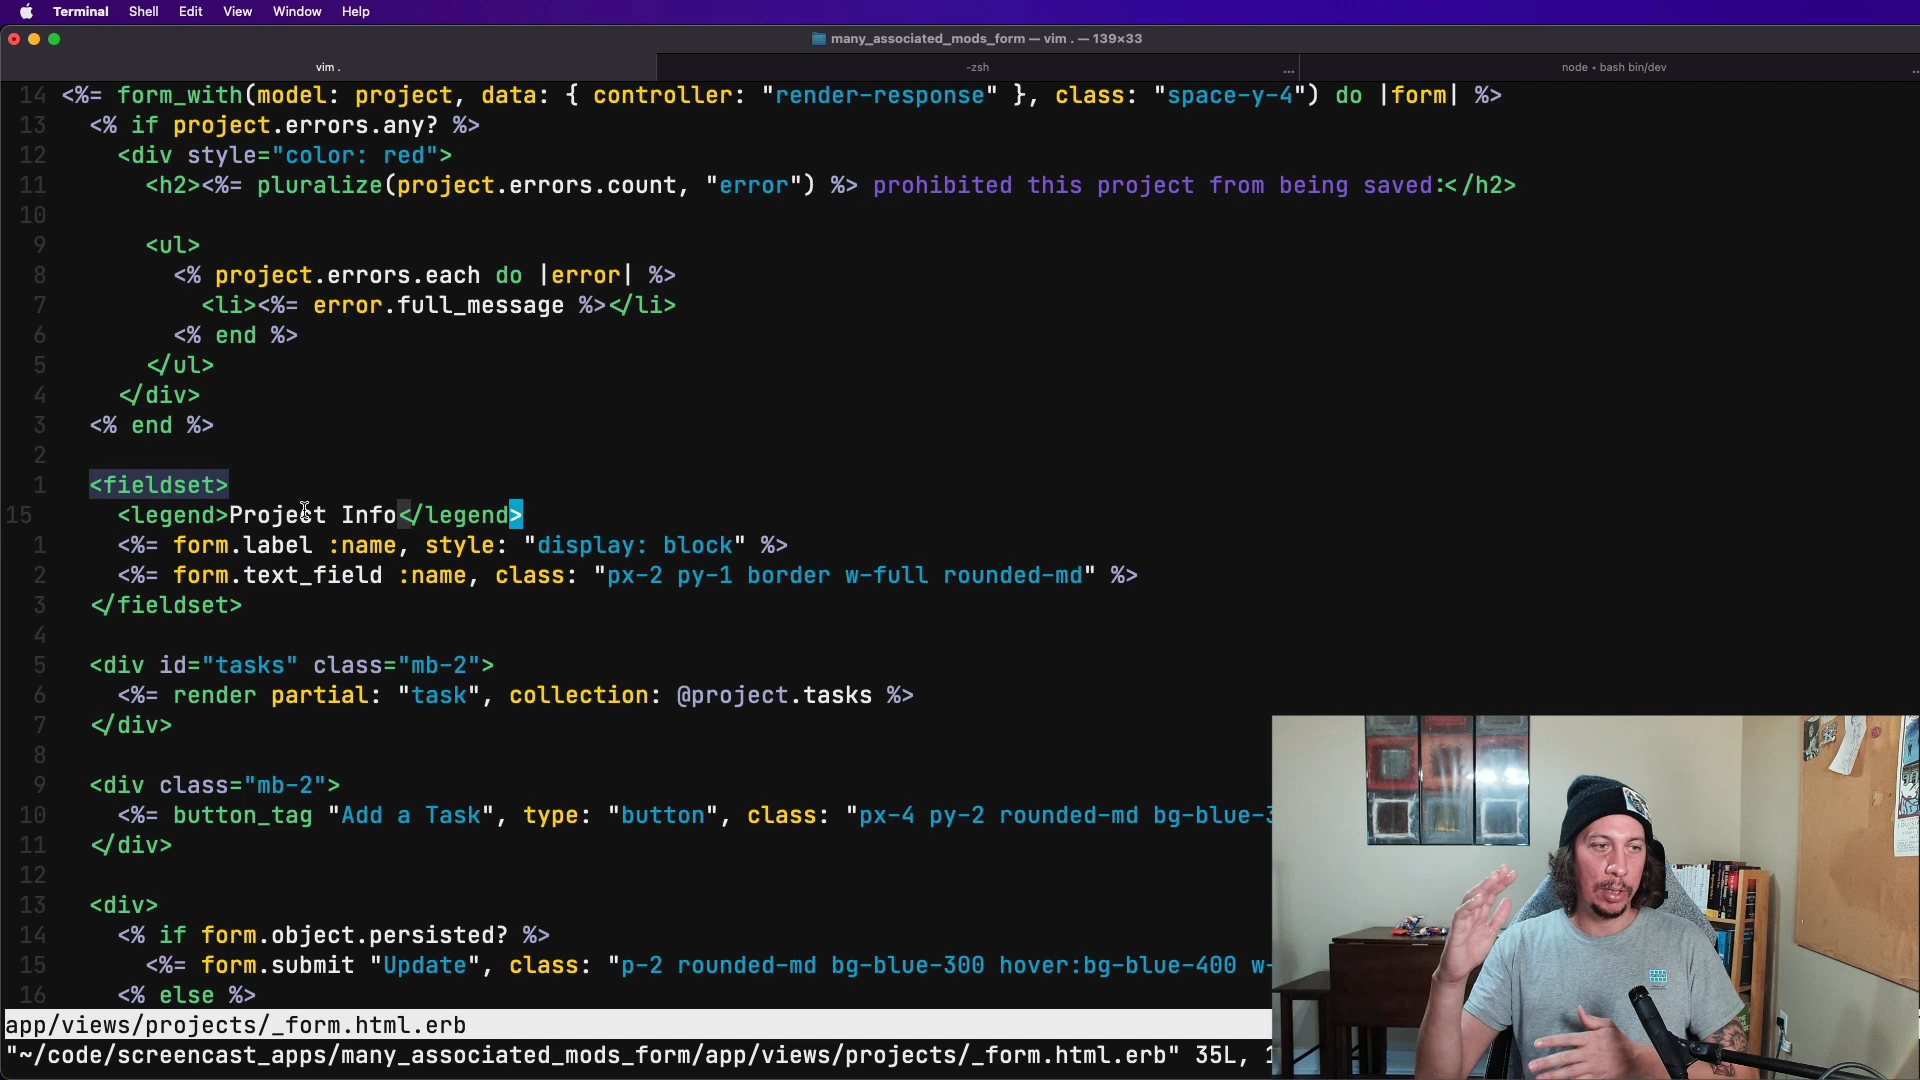 Terminal Shell Edit View Window Help
many_associated_mods_form — vim . — 139×33
vim . -zsh ... node • bash bin/dev ...
14 <%= form_with(model: project, data: { controller: "render-response" }, class: "space-y-4") do |form| %>
13 <% if project.errors.any? %>
12 <div style="color: red">
11 <h2><%= pluralize(project.errors.count, "error") %> prohibited this project from being saved:</h2>
10
9 <ul>
8 <% project.errors.each do |error| %>
7 <li><%= error.full_message %></li>
6 <% end %>
5 </ul>
4 </div>
3 <% end %>
2
1 <fieldset>
15 <legend>Project Info</legend>
1 <%= form.label :name, style: "display: block" %>
2 <%= form.text_field :name, class: "px-2 py-1 border w-full rounded-md" %>
3 </fieldset>
4
5 <div id="tasks" class="mb-2">
6 <%= render partial: "task", collection: @project.tasks %>
7 </div>
8
9 <div class="mb-2">
10 <%= button_tag "Add a Task", type: "button", class: "px-4 py-2 rounded-md bg-blue-3
11 </div>
12
13 <div>
14 <% if form.object.persisted? %>
15 <%= form.submit "Update", class: "p-2 rounded-md bg-blue-300 hover:bg-blue-400 w-
16 <% else %>
app/views/projects/_form.html.erb
"~/code/screencast_apps/many_associated_mods_form/app/views/projects/_form.html.erb" 35L, 1